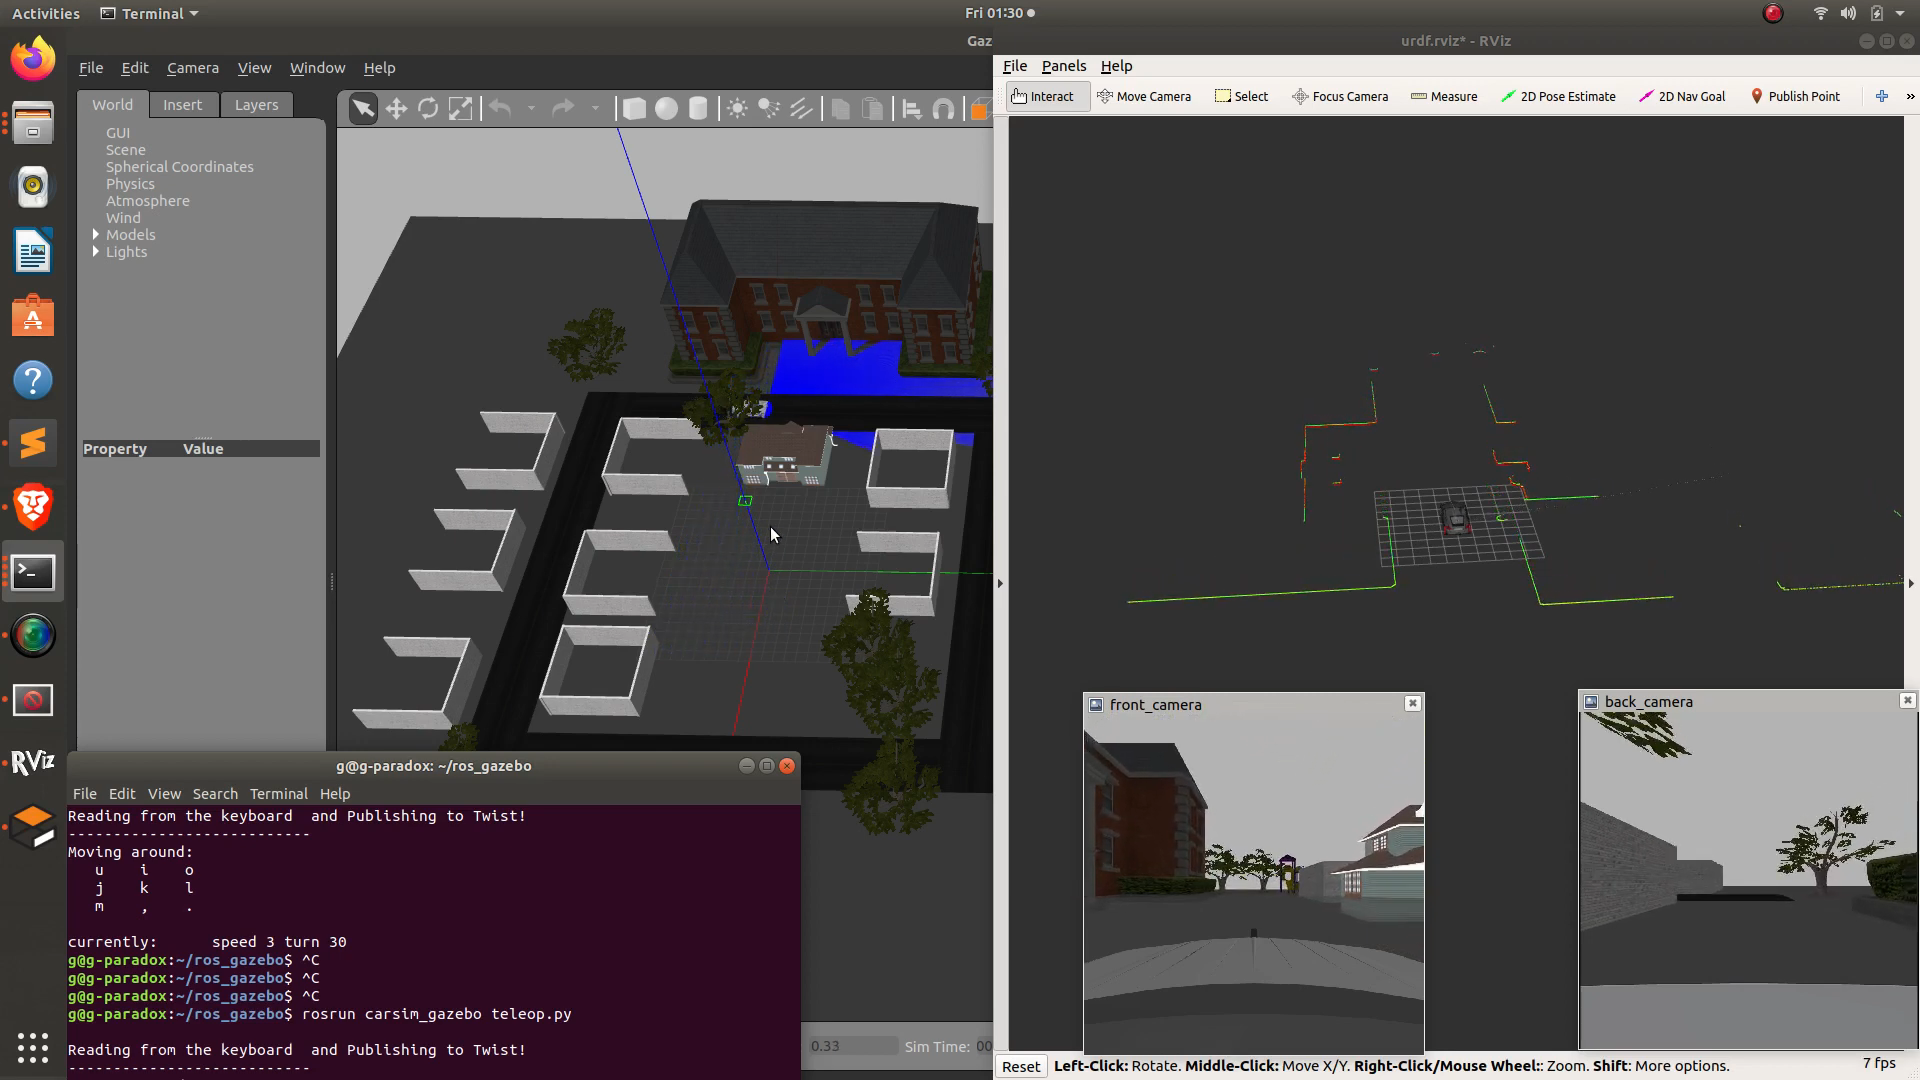 Activities Terminal Fri 01:30
Gaz
File Edit Camera View Window Help
World Insert Layers
GUI
Scene
Spherical Coordinates
Physics
Atmosphere
Wind
Models
Lights
Property Value
urdf.rviz* - RViz
File Panels Help
Interact Move Camera Select Focus Camera Measure 2D Pose Estimate 2D Nav Goal Publish Point »
front_camera
back_camera
RViz
g@g-paradox: ~/ros_gazebo
File Edit View Search Terminal Help
Reading from the keyboard  and Publishing to Twist!
---------------------------
Moving around:
u i o
j k l
m , .
currently: speed 3 turn 30
g@g-paradox:~/ros_gazebo$ ^C
g@g-paradox:~/ros_gazebo$ ^C
g@g-paradox:~/ros_gazebo$ ^C
g@g-paradox:~/ros_gazebo$ rosrun carsim_gazebo teleop.py
Reading from the keyboard  and Publishing to Twist!
---------------------------
0.33 Sim Time: 00
Reset Left-Click: Rotate. Middle-Click: Move X/Y. Right-Click/Mouse Wheel:: Zoom. Shift: More options. 7 fps